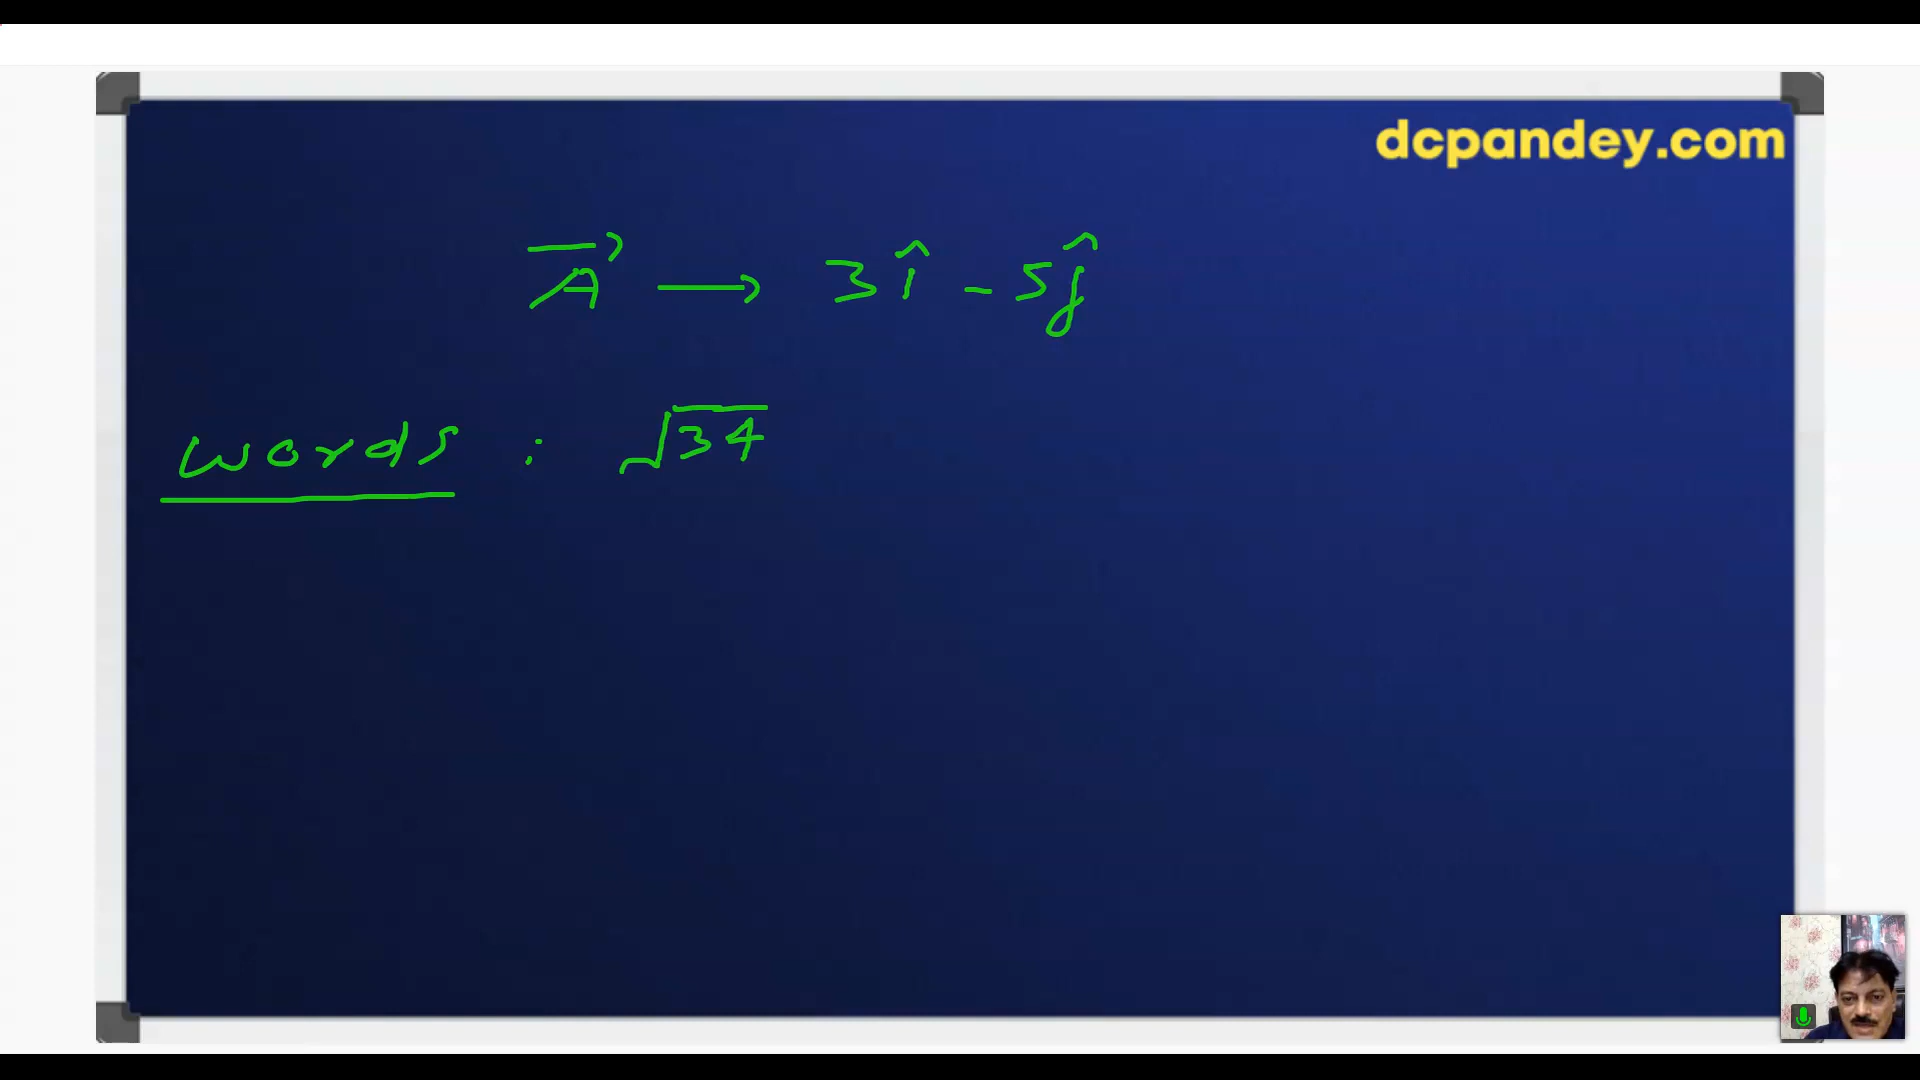 dcpandey.com
A⃗ → 3î - 5ĵ
words : √34